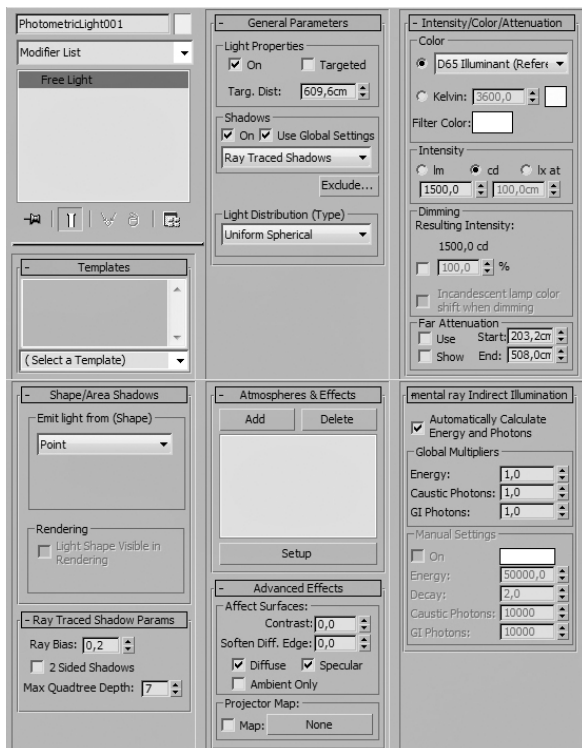 PhotometricLight001
Modifier List
Free Light
- Templates
(Select a Template)
- General Parameters
Light Properties
On Targeted
Targ. Dist: 609,6cm
Shadows
On Use Global Settings
Ray Traced Shadows
Exclude...
Light Distribution (Type)
Uniform Spherical
- Intensity/Color/Attenuation
Color
D65 Illuminant (Refere
Kelvin: 3600,0
Filter Color:
Intensity
lm cd lx at
1500,0 100,0cm
Dimming
Resulting Intensity:
1500,0 cd
100,0 %
Incandescent lamp color
shift when dimming
Far Attenuation
Use Start: 203,2cm
Show End: 508,0cm
- Shape/Area Shadows
Emit light from (Shape)
Point
Rendering
Light Shape Visible in
Rendering
- Ray Traced Shadow Params
Ray Bias: 0,2
2 Sided Shadows
Max Quadtree Depth: 7
- Atmospheres & Effects
Add Delete
Setup
- Advanced Effects
Affect Surfaces:
Contrast: 0,0
Soften Diff. Edge: 0,0
Diffuse Specular
Ambient Only
Projector Map:
Map: None
mental ray Indirect Illumination
Automatically Calculate
Energy and Photons
Global Multipliers
Energy: 1,0
Caustic Photons: 1,0
GI Photons: 1,0
Manual Settings
On
Energy: 50000,0
Decay: 2,0
Caustic Photons: 10000
GI Photons: 10000